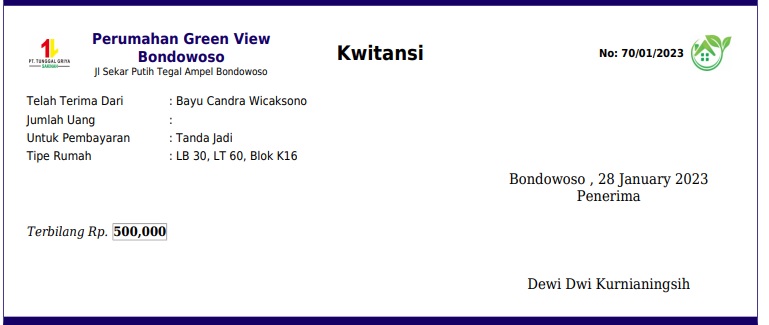 PT. TUNGGAL GRIYA
SAKINAH
Perumahan Green View
Bondowoso
Jl Sekar Putih Tegal Ampel Bondowoso
Kwitansi
No: 70/01/2023
Telah Terima Dari : Bayu Candra Wicaksono
Jumlah Uang :
Untuk Pembayaran : Tanda Jadi
Tipe Rumah : LB 30, LT 60, Blok K16
Bondowoso , 28 January 2023
Penerima
Terbilang Rp. 500,000
Dewi Dwi Kurnianingsih